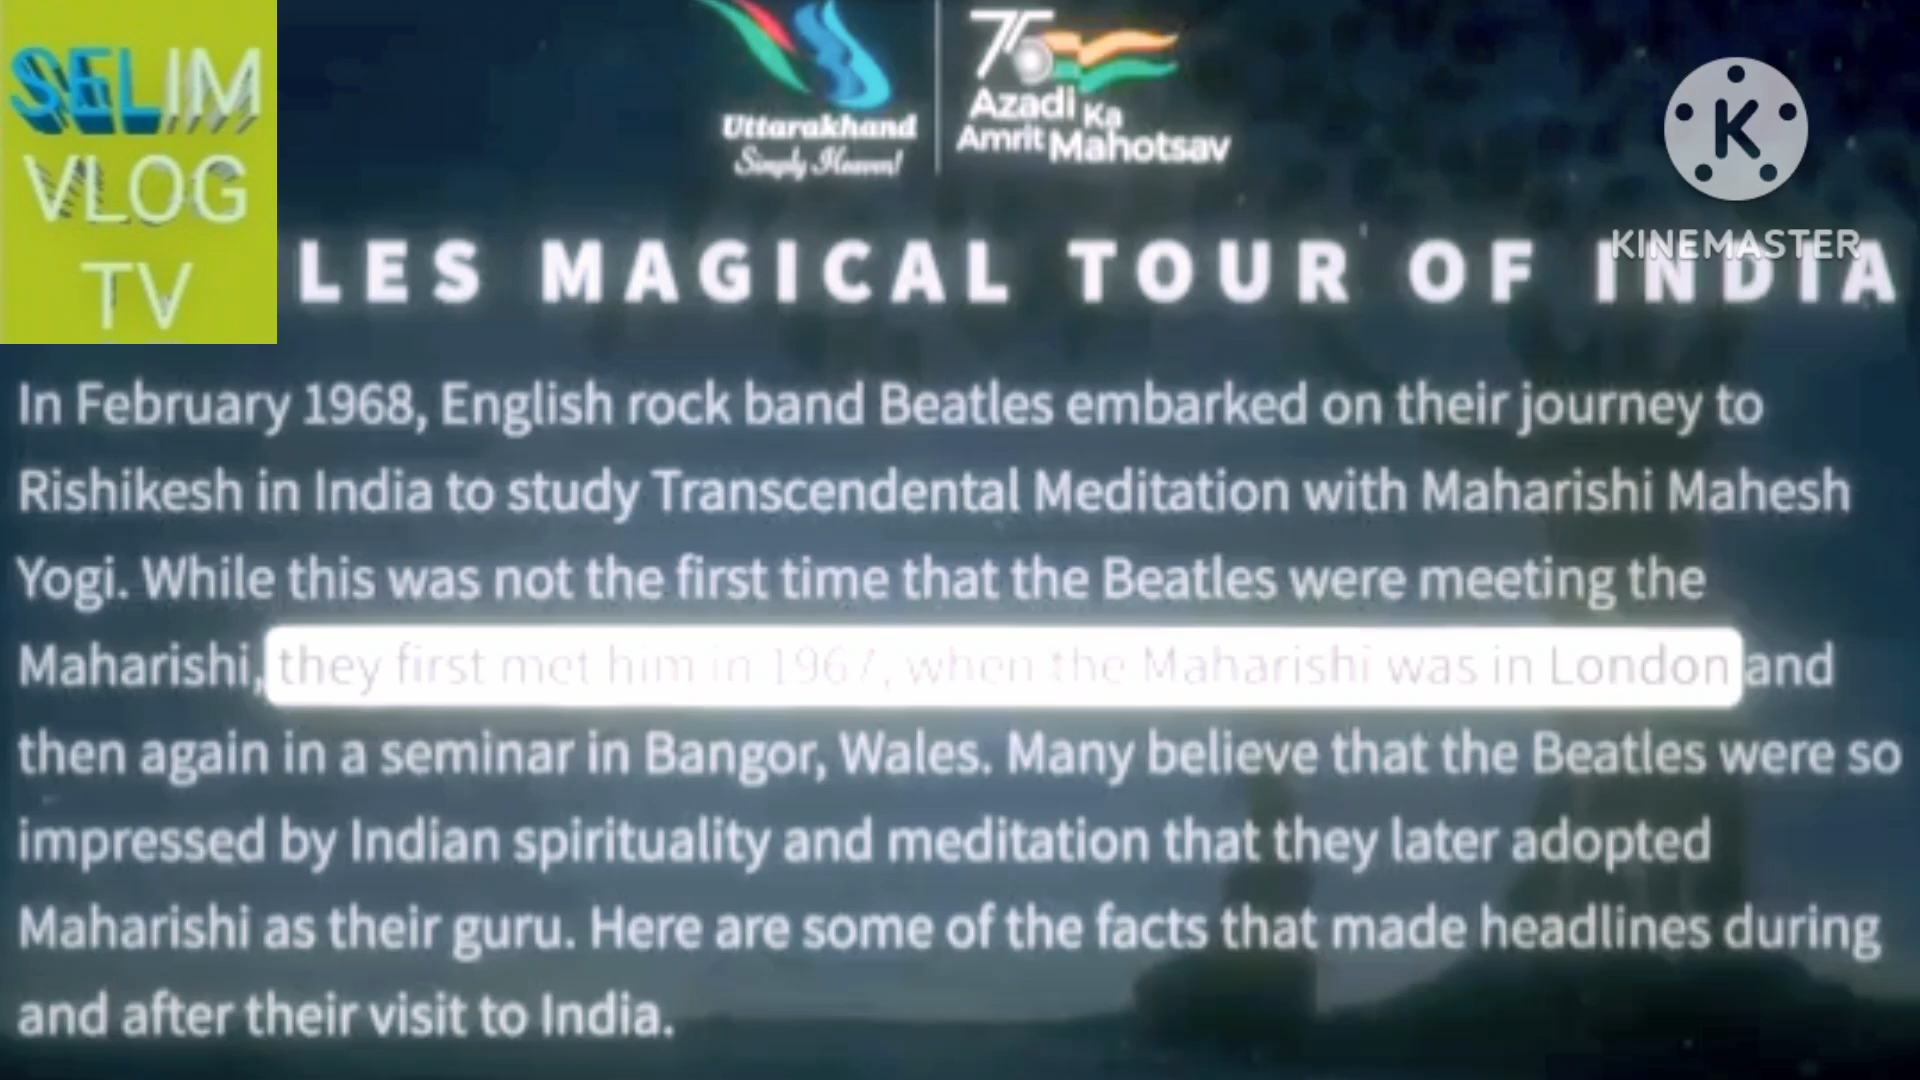 SELIM
VLOG
TV
Uttarakhand
Simply Heaven!
75
Azadi Ka
Amrit Mahotsav
K
KINEMASTER
LES MAGICAL TOUR OF INDIA
In February 1968, English rock band Beatles embarked on their journey to
Rishikesh in India to study Transcendental Meditation with Maharishi Mahesh
Yogi. While this was not the first time that the Beatles were meeting the
Maharishi, they first met him in 1967, when the Maharishi was in London and
then again in a seminar in Bangor, Wales. Many believe that the Beatles were so
impressed by Indian spirituality and meditation that they later adopted
Maharishi as their guru. Here are some of the facts that made headlines during
and after their visit to India.